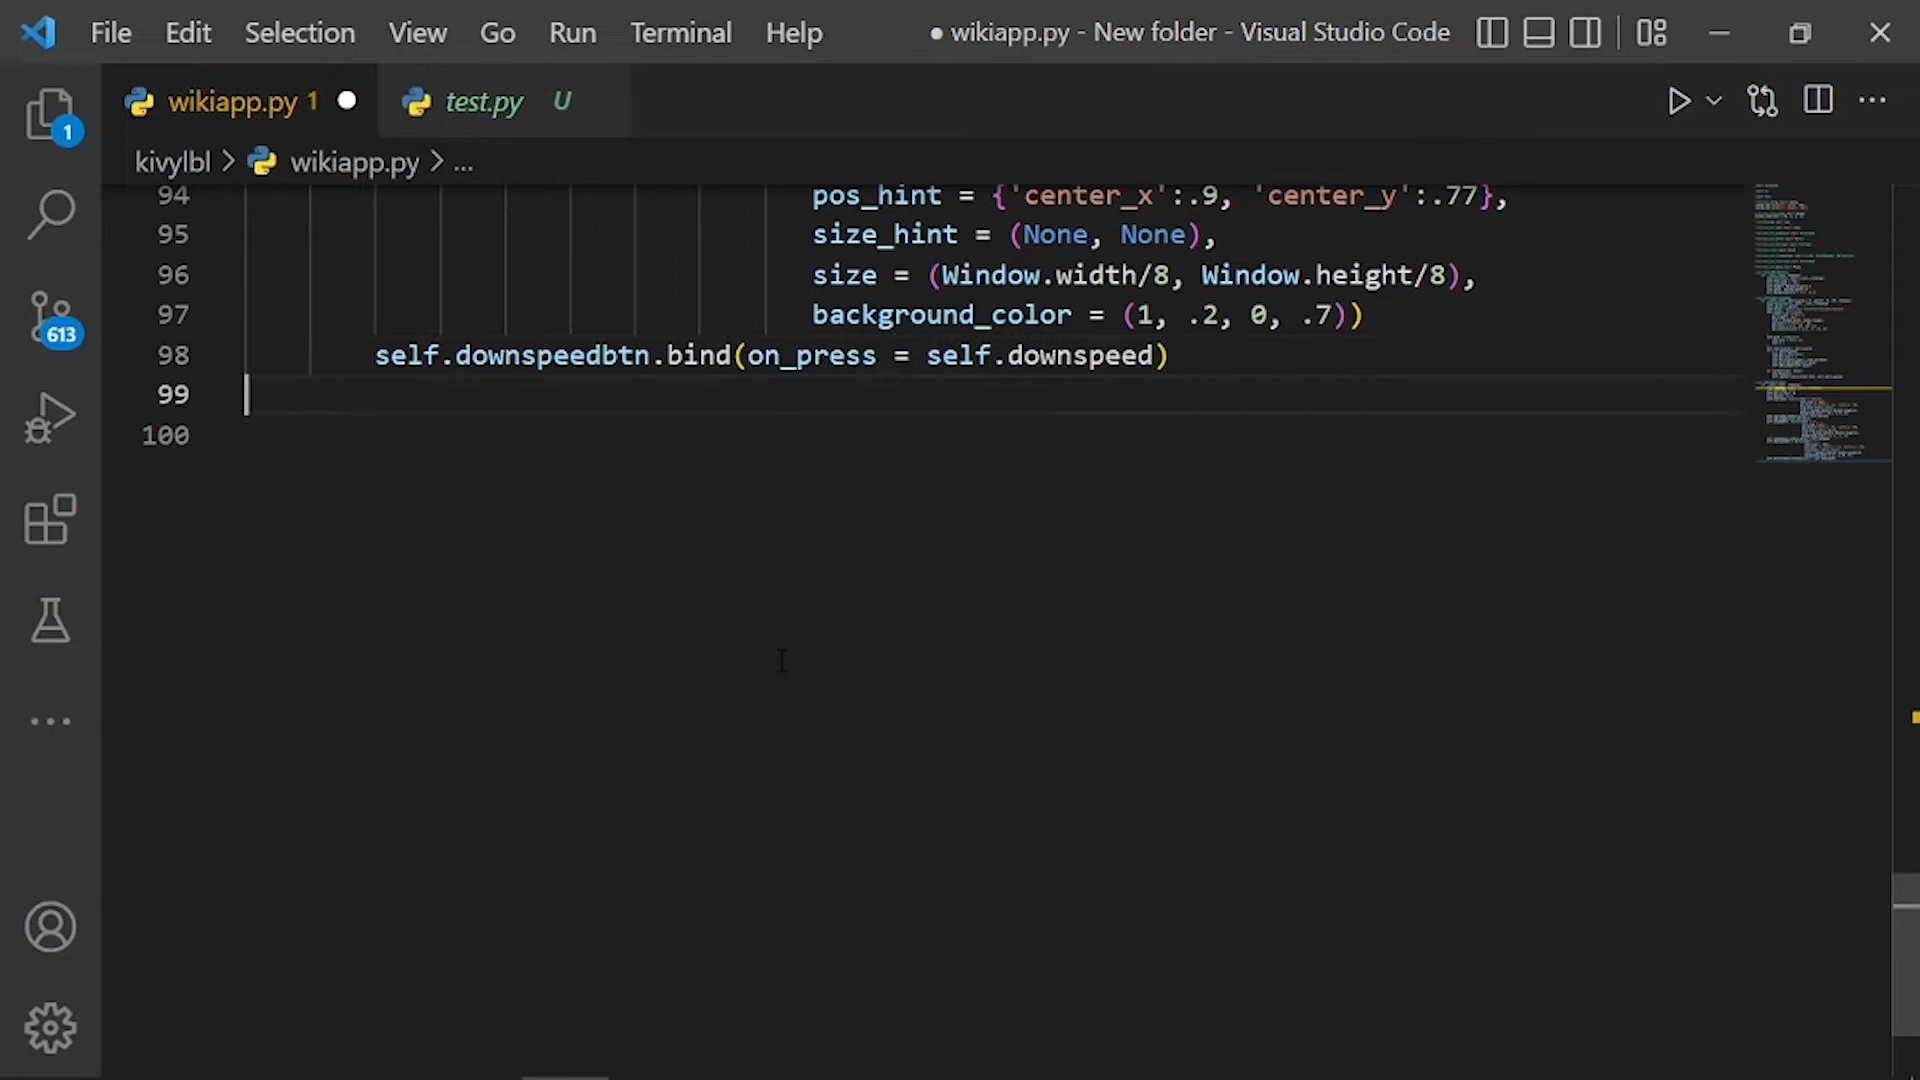 File Edit Selection View Go Run Terminal Help ● wikiapp.py - New folder - Visual Studio Code
wikiapp.py 1 test.py U
1
kivylbl > wikiapp.py > ...
94 pos_hint = {'center_x':.9, 'center_y':.77},
95 size_hint = (None, None),
96 size = (Window.width/8, Window.height/8),
97 background_color = (1, .2, 0, .7))
613
98 self.downspeedbtn.bind(on_press = self.downspeed)
99
100